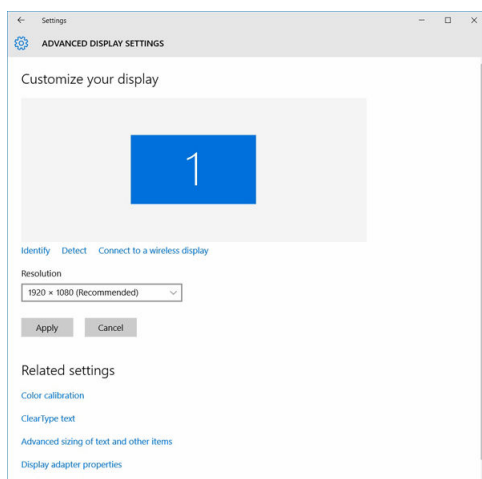 Settings
ADVANCED DISPLAY SETTINGS
Customize your display
1
Identify Detect Connect to a wireless display
Resolution
1920 × 1080 (Recommended)
Apply Cancel
Related settings
Color calibration
ClearType text
Advanced sizing of text and other items
Display adapter properties